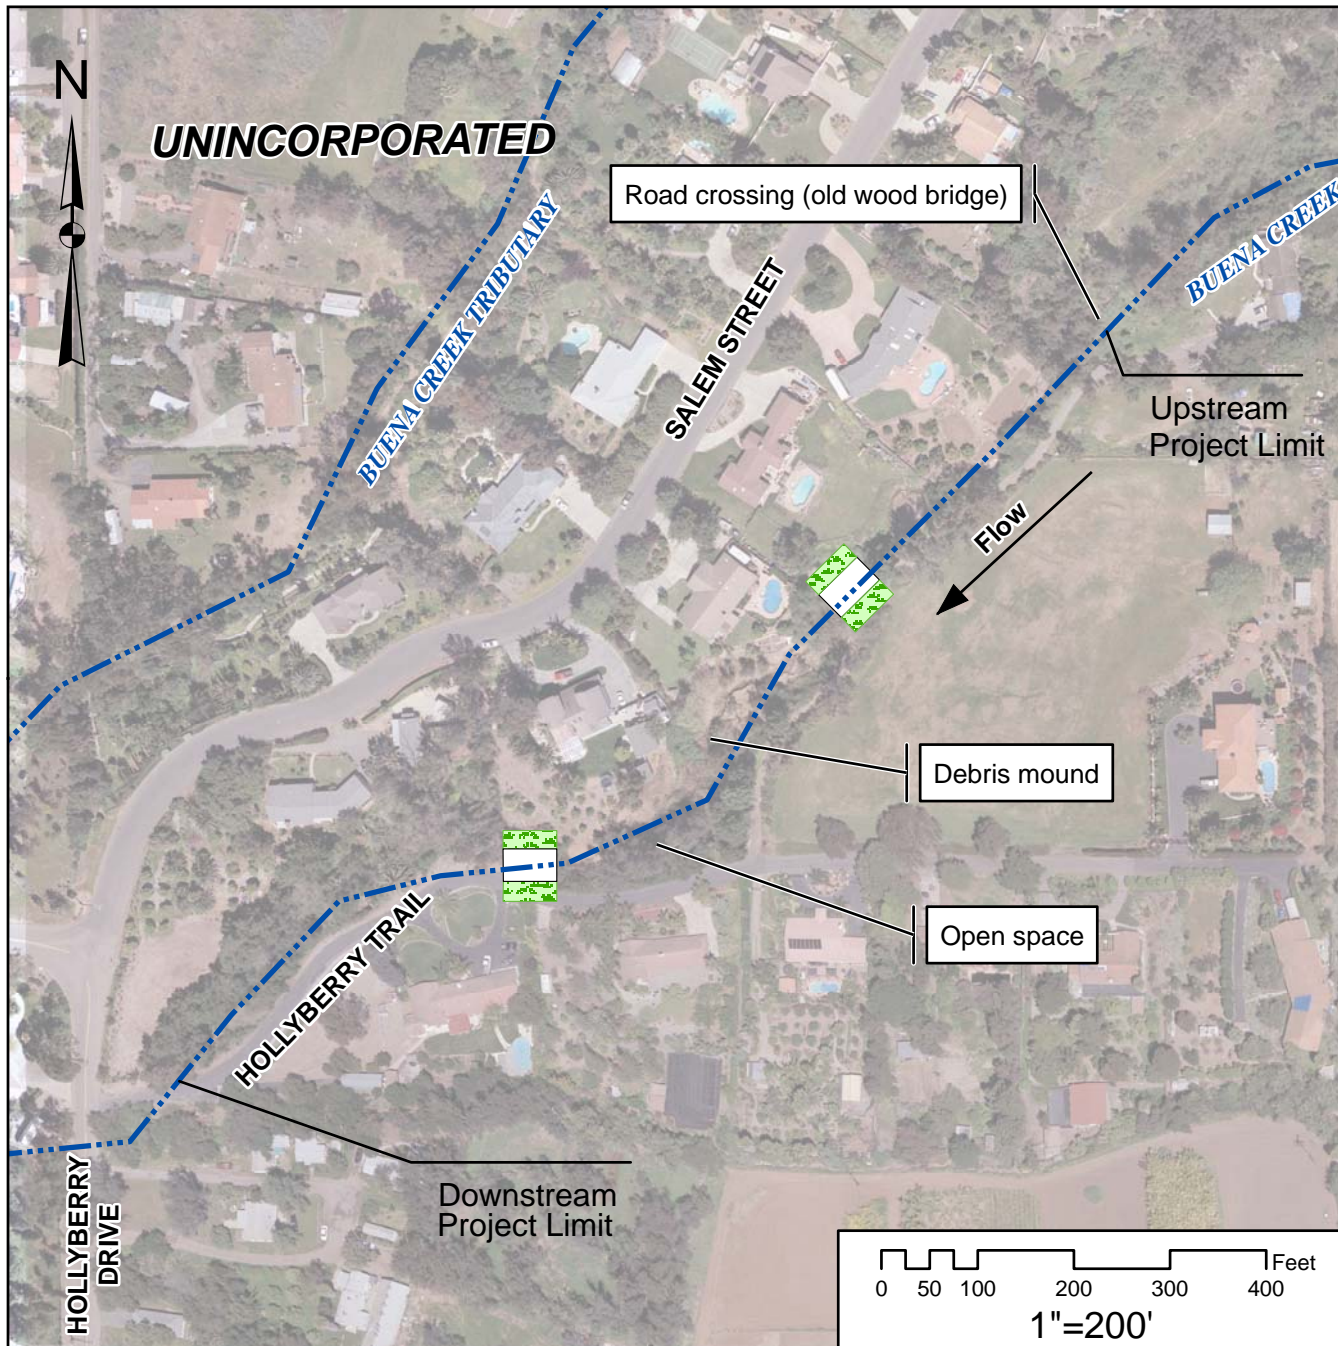 N
UNINCORPORATED
Road crossing (old wood bridge)
BUENA CREEK
BUENA CREEK TRIBUTARY
SALEM STREET
Upstream
Project Limit
Flow
Debris mound
Open space
HOLLYBERRY TRAIL
Downstream
Project Limit
HOLLYBERRY
DRIVE
Feet
0 50 100 200 300 400
1"=200'